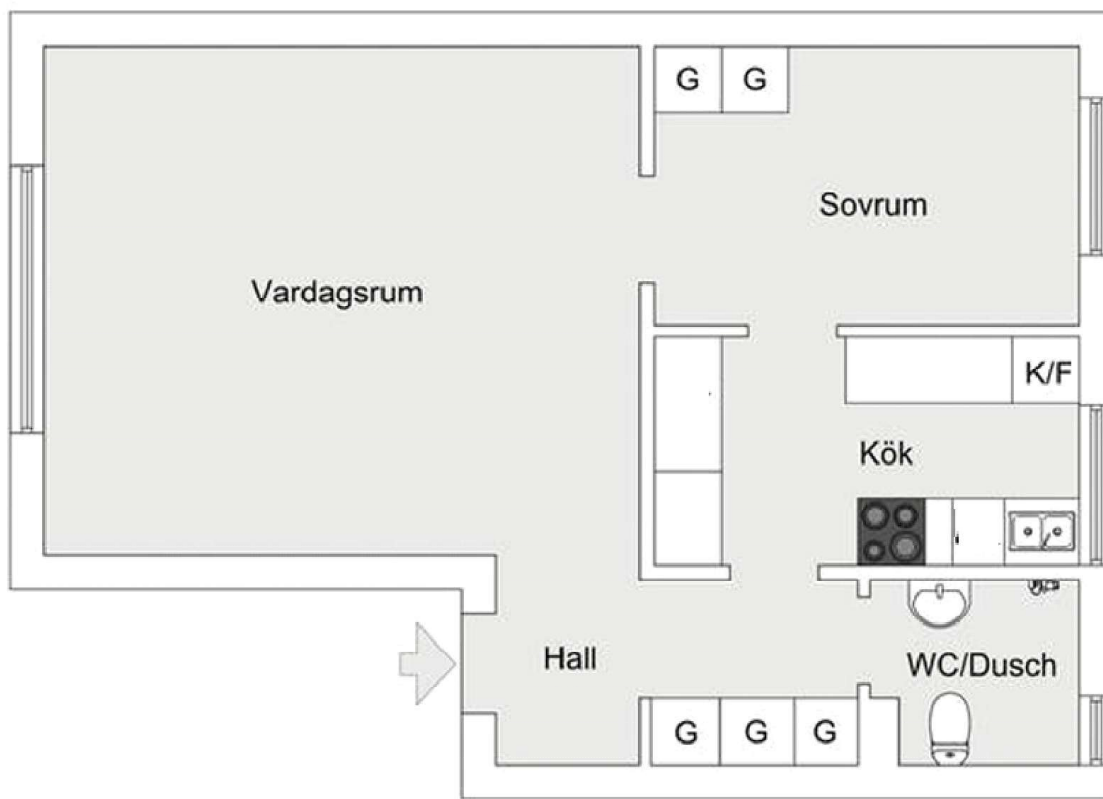 G G
Sovrum
Vardagsrum
K/F
Kök
Hall
WC/Dusch
G G G